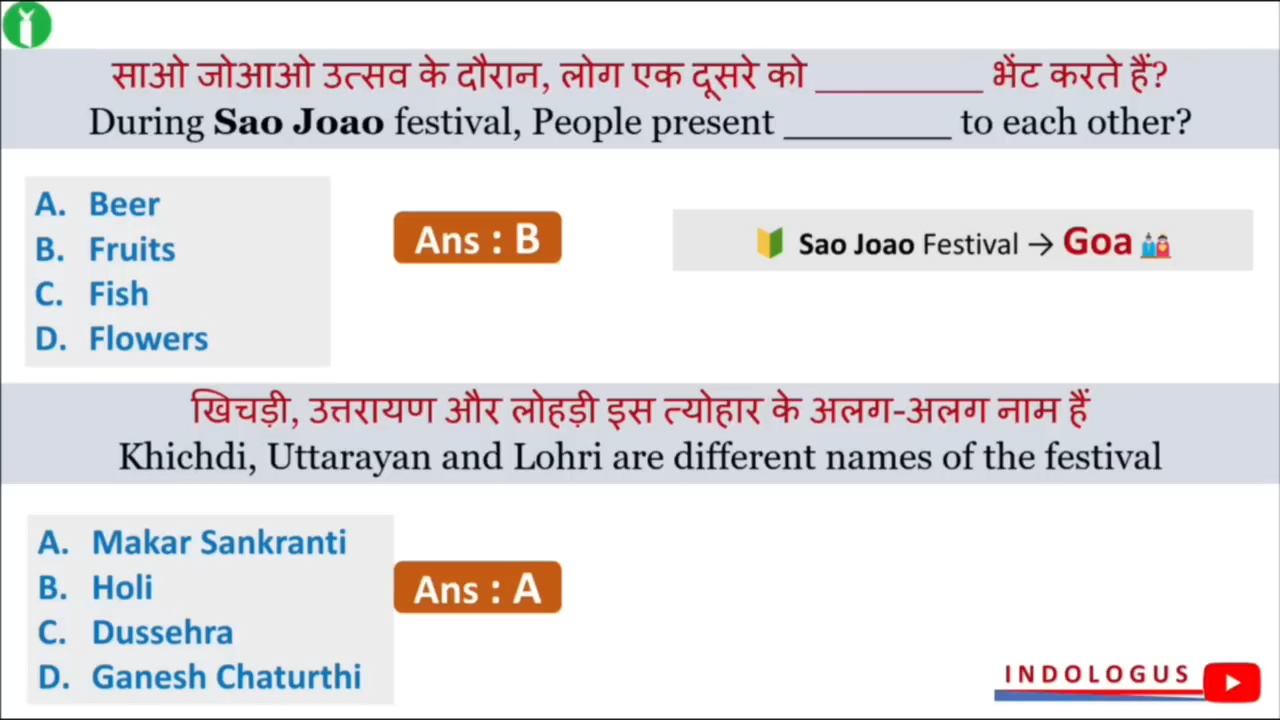 साओ जोआओ उत्सव के दौरान, लोग एक दूसरे को _________ भेंट करते हैं?
During Sao Joao festival, People present _________ to each other?
A. Beer
B. Fruits
C. Fish
D. Flowers
Ans : B
Sao Joao Festival → Goa
खिचड़ी, उत्तरायण और लोहड़ी इस त्योहार के अलग-अलग नाम हैं
Khichdi, Uttarayan and Lohri are different names of the festival
A. Makar Sankranti
B. Holi
C. Dussehra
D. Ganesh Chaturthi
Ans : A
INDOLOGUS